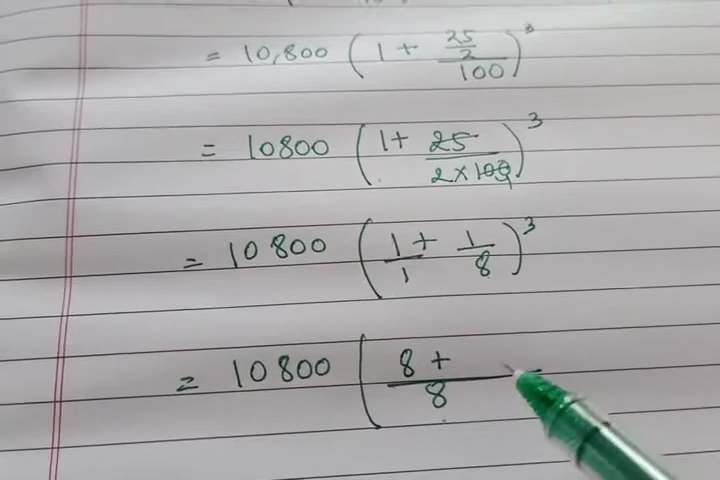 = 10,800 ( 1 + 25/2 / 100 )³
= 10800 ( 1 + 25 / 2 × 100 )³
= 10800 ( 1/1 + 1/8 )³
= 10800 ( 8 + / 8